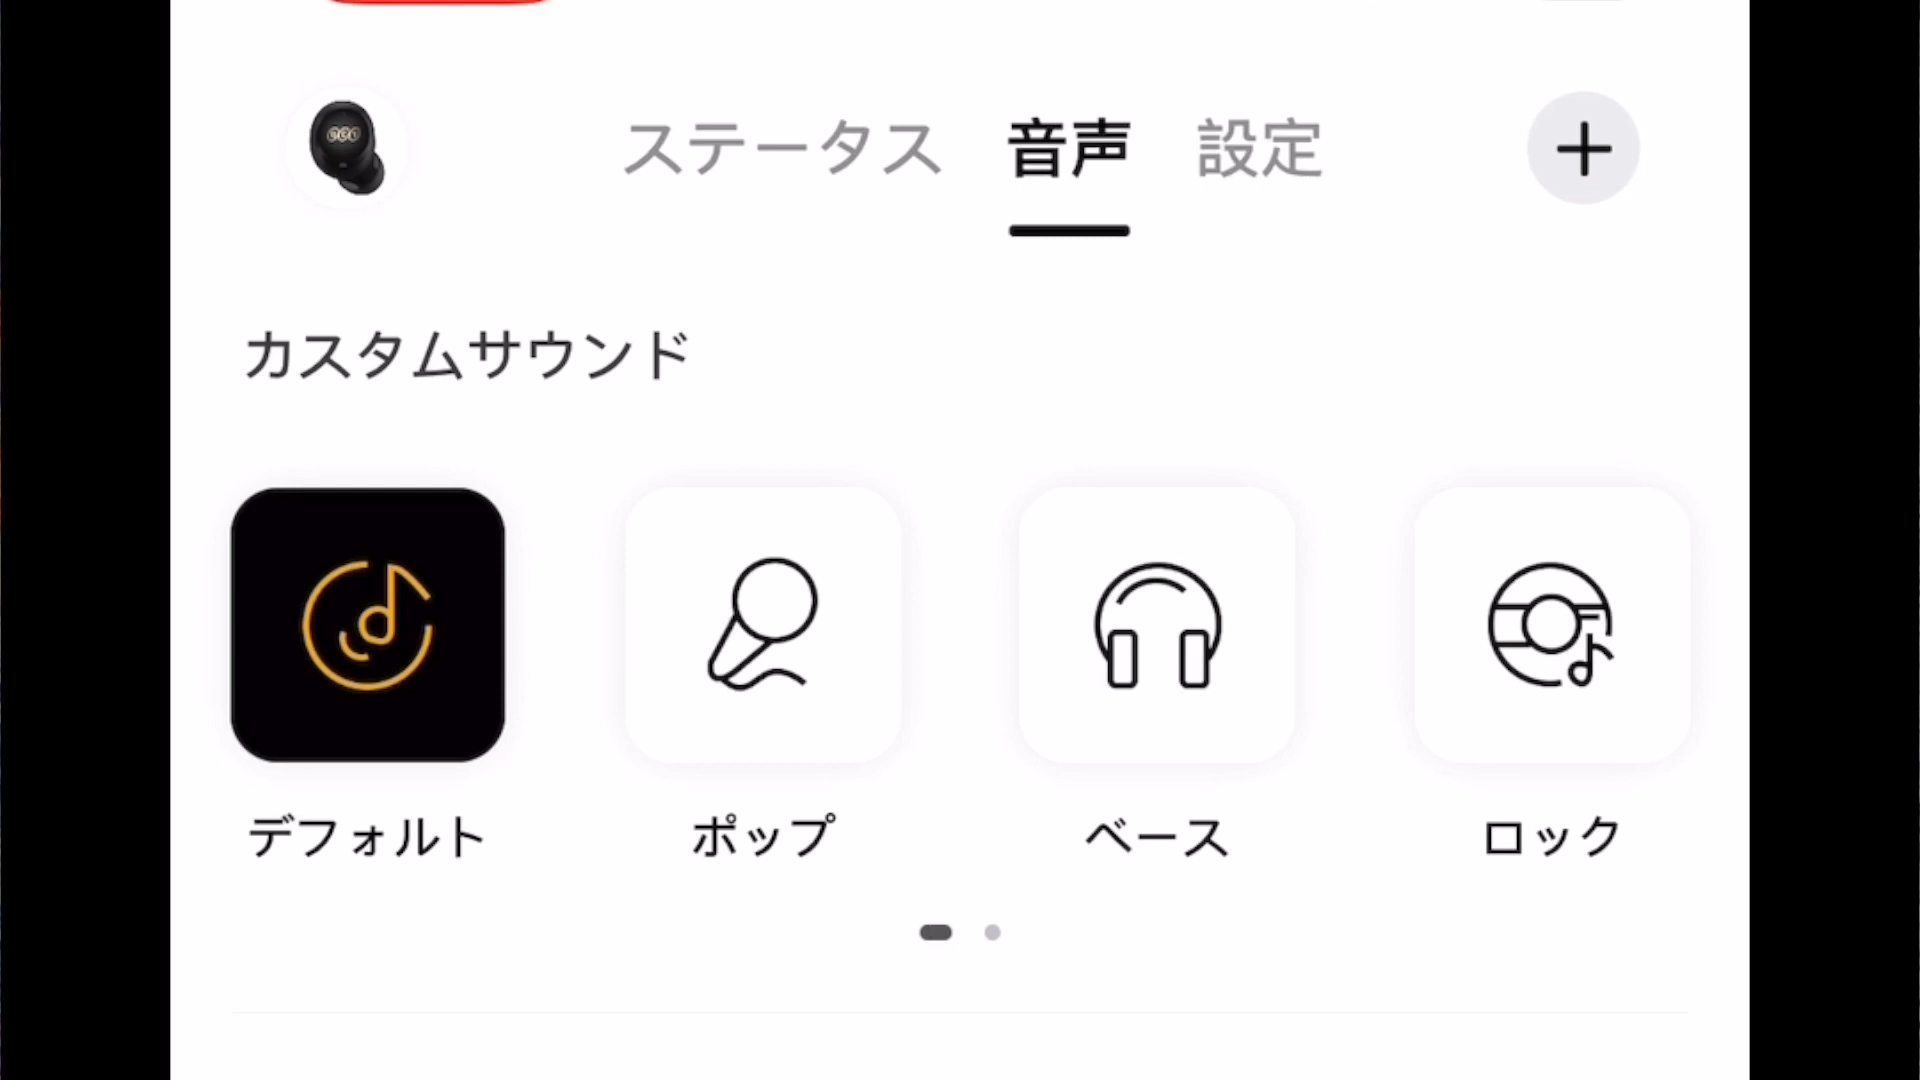 ステータス 音声 設定
カスタムサウンド
デフォルト ポップ ベース ロック